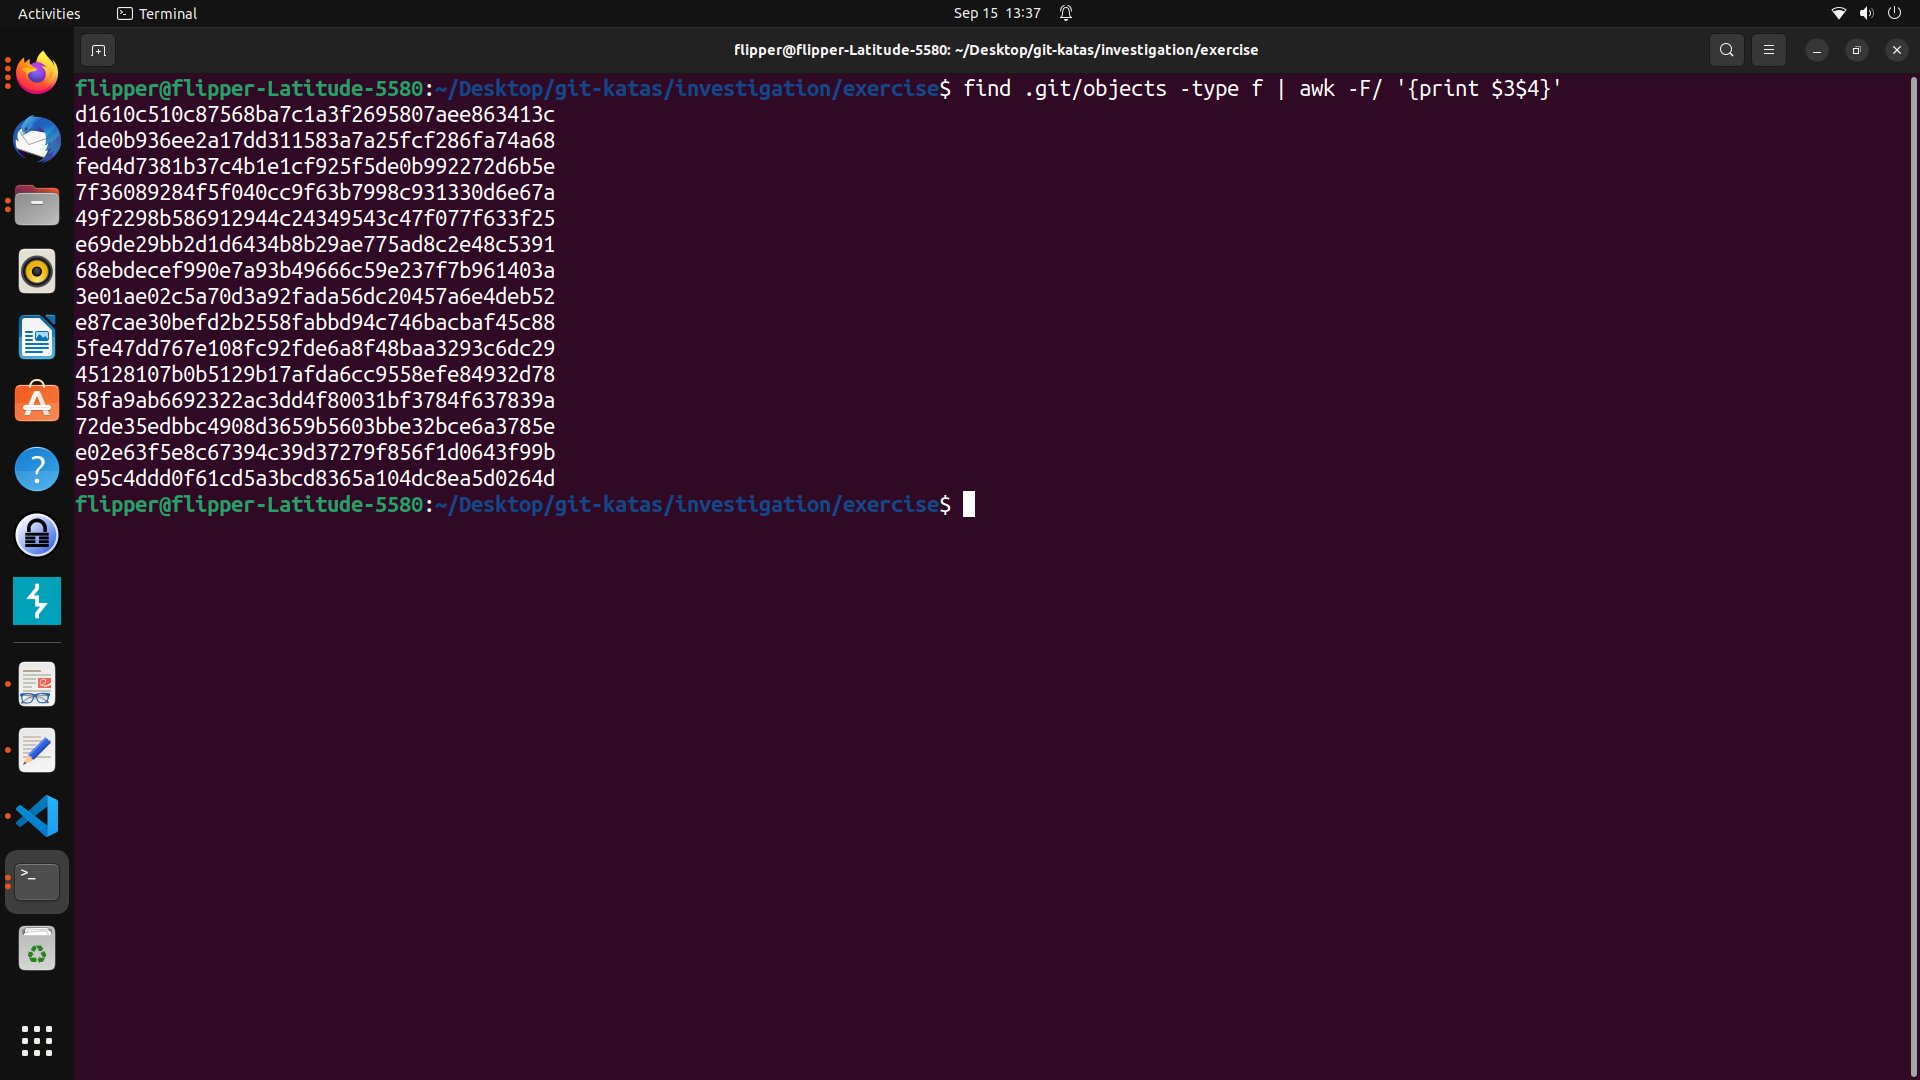 Activities
Terminal
Sep 15 13:37
flipper@flipper-Latitude-5580: ~/Desktop/git-katas/investigation/exercise
flipper@flipper-Latitude-5580:~/Desktop/git-katas/investigation/exercise$ find .git/objects -type f | awk -F/ '{print $3$4}'
d1610c510c87568ba7c1a3f2695807aee863413c
1de0b936ee2a17dd311583a7a25fcf286fa74a68
fed4d7381b37c4b1e1cf925f5de0b992272d6b5e
7f36089284f5f040cc9f63b7998c931330d6e67a
49f2298b586912944c24349543c47f077f633f25
e69de29bb2d1d6434b8b29ae775ad8c2e48c5391
68ebdecef990e7a93b49666c59e237f7b961403a
3e01ae02c5a70d3a92fada56dc20457a6e4deb52
e87cae30befd2b2558fabbd94c746bacbaf45c88
5fe47dd767e108fc92fde6a8f48baa3293c6dc29
45128107b0b5129b17afda6cc9558efe84932d78
58fa9ab6692322ac3dd4f80031bf3784f637839a
72de35edbbc4908d3659b5603bbe32bce6a3785e
e02e63f5e8c67394c39d37279f856f1d0643f99b
e95c4ddd0f61cd5a3bcd8365a104dc8ea5d0264d
flipper@flipper-Latitude-5580:~/Desktop/git-katas/investigation/exercise$